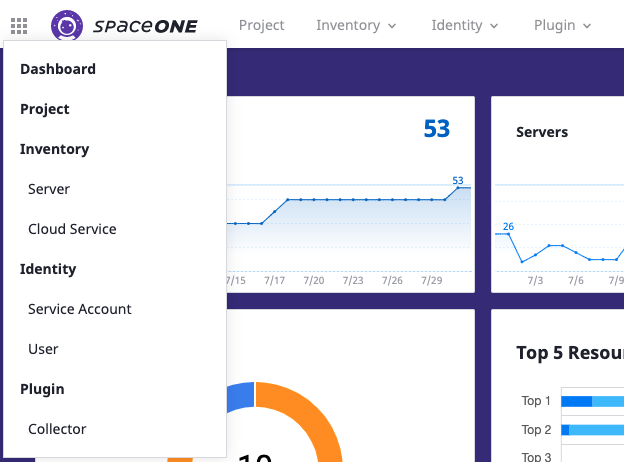 SPACEONE Project Inventory Identity Plugin
Dashboard
Project
Inventory
Server
Cloud Service
Identity
Service Account
User
Plugin
Collector
53
53
7/15 7/17 7/20 7/23 7/26 7/29
Servers
26
7/3 7/6 7/9
Top 5 Resou
Top 1
Top 2
Top 3